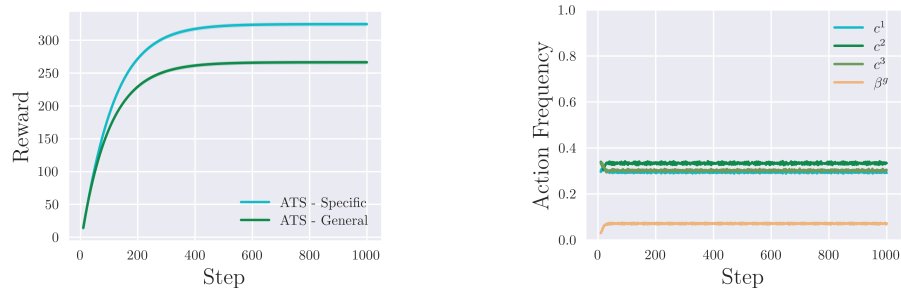 Reward
300
250
200
150
100
50
0
ATS - Specific
ATS - General
0 200 400 600 800 1000
Step
Action Frequency
1.0
0.8
0.6
0.4
0.2
0.0
c¹
c²
c³
βᵍ
0 200 400 600 800 1000
Step